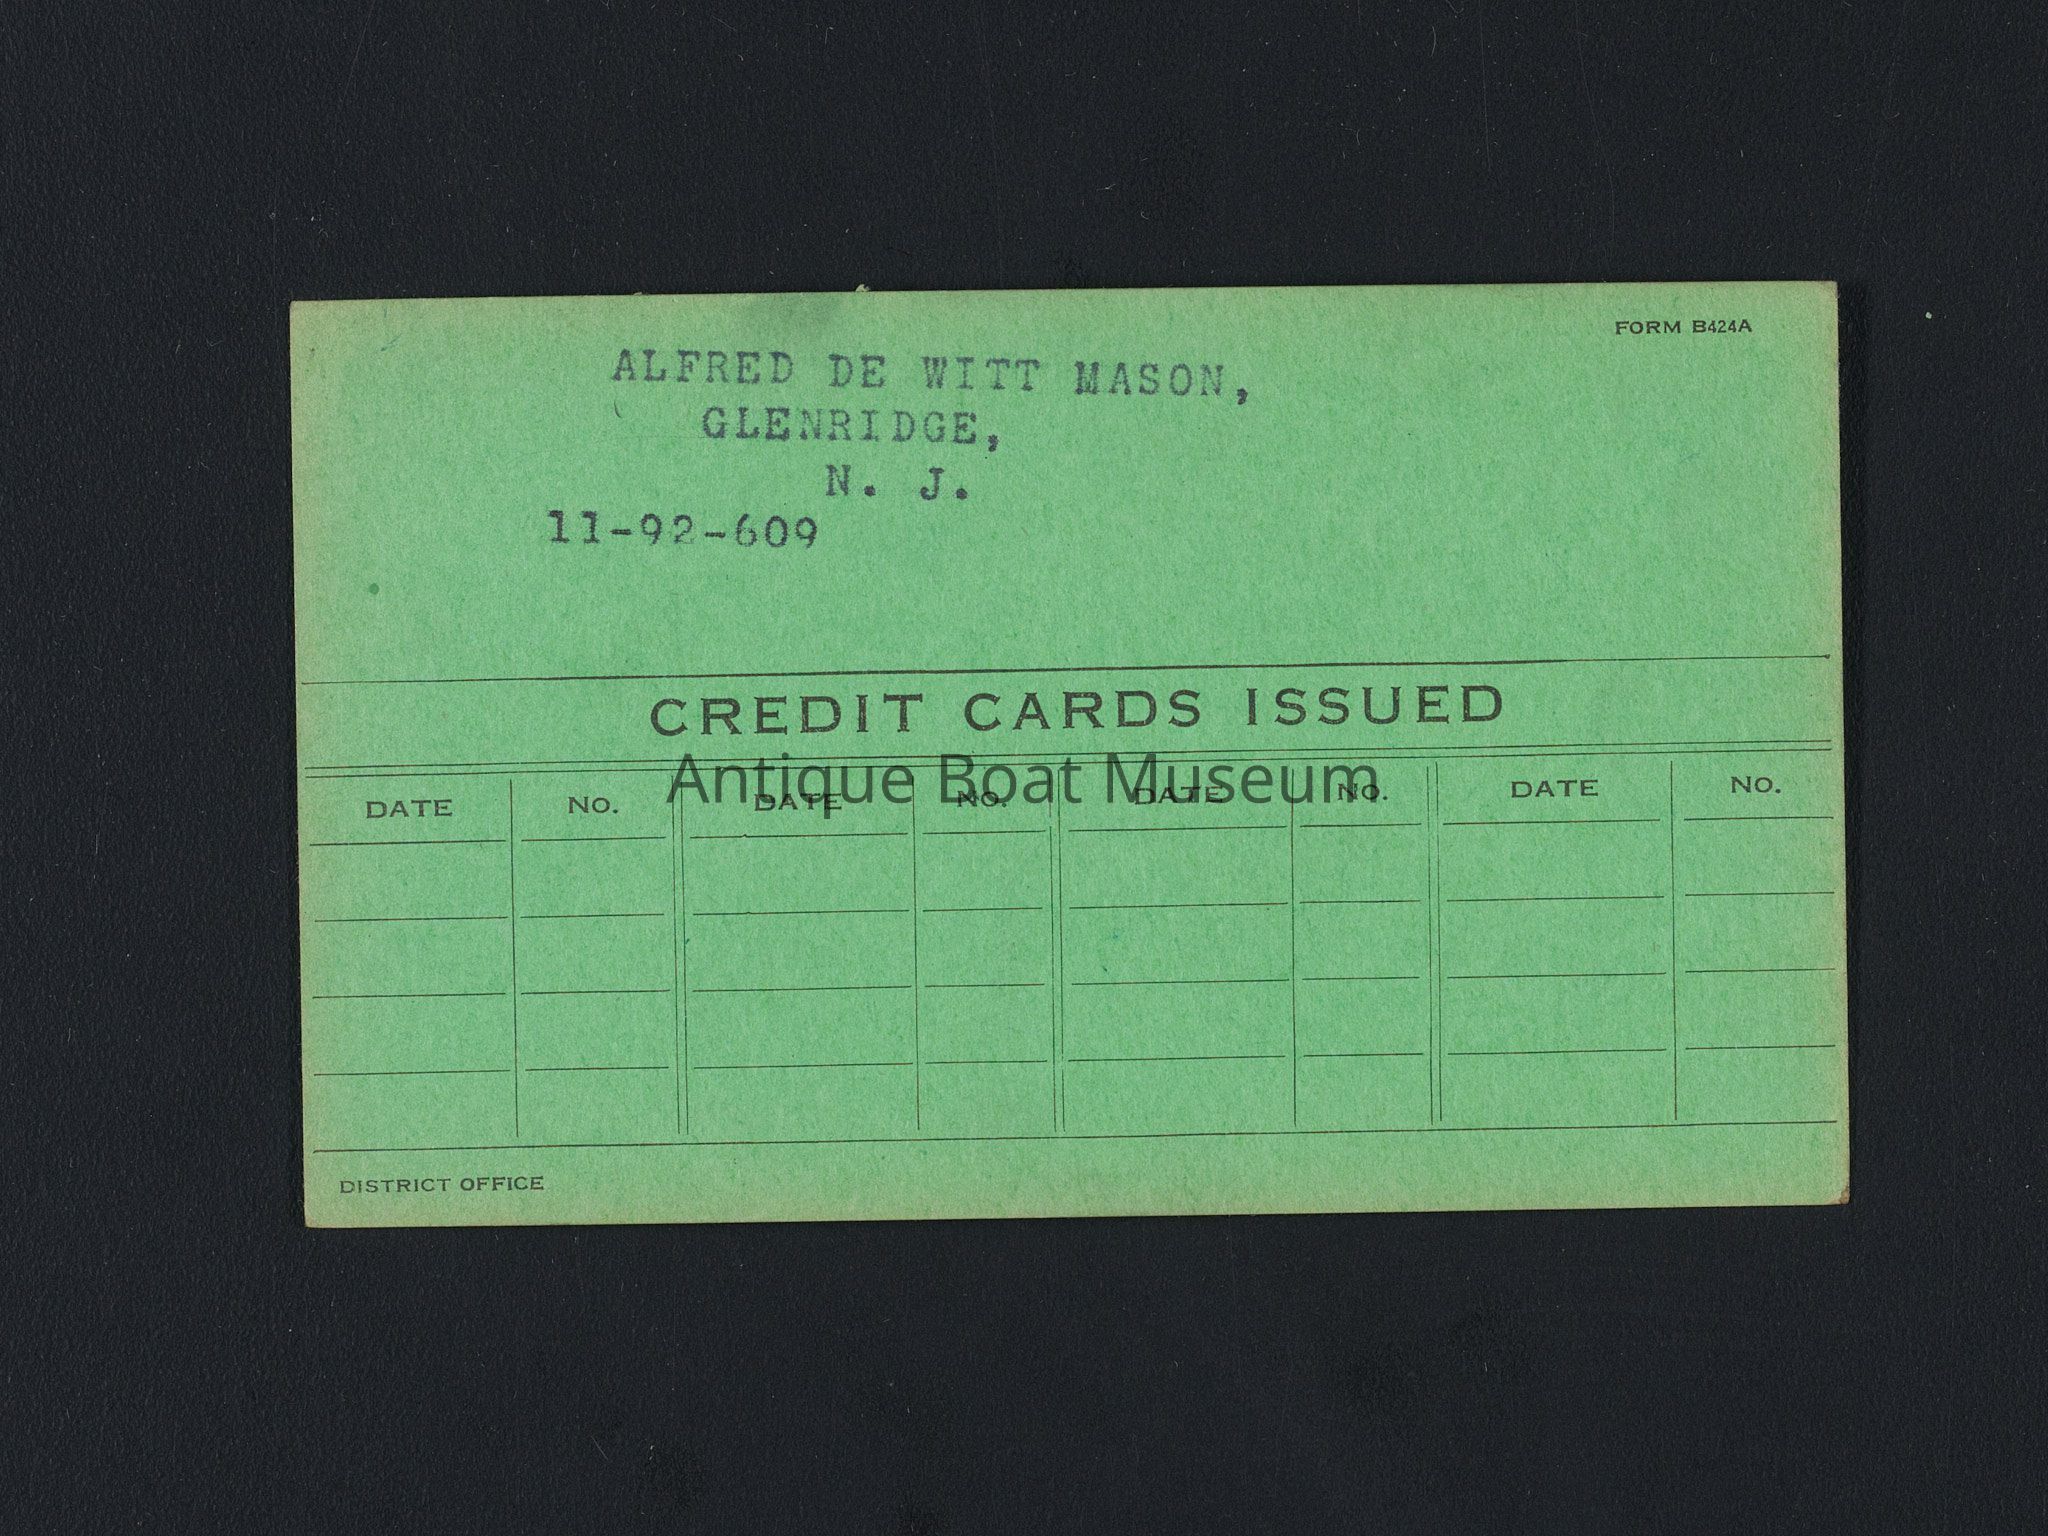 FORM B424A
ALFRED DE WITT MASON,
GLENRIDGE,
N. J.
11-92-609
CREDIT CARDS ISSUED
Antique Boat Museum
DATE NO. DATE NO. DATE NO. DATE NO.
DISTRICT OFFICE